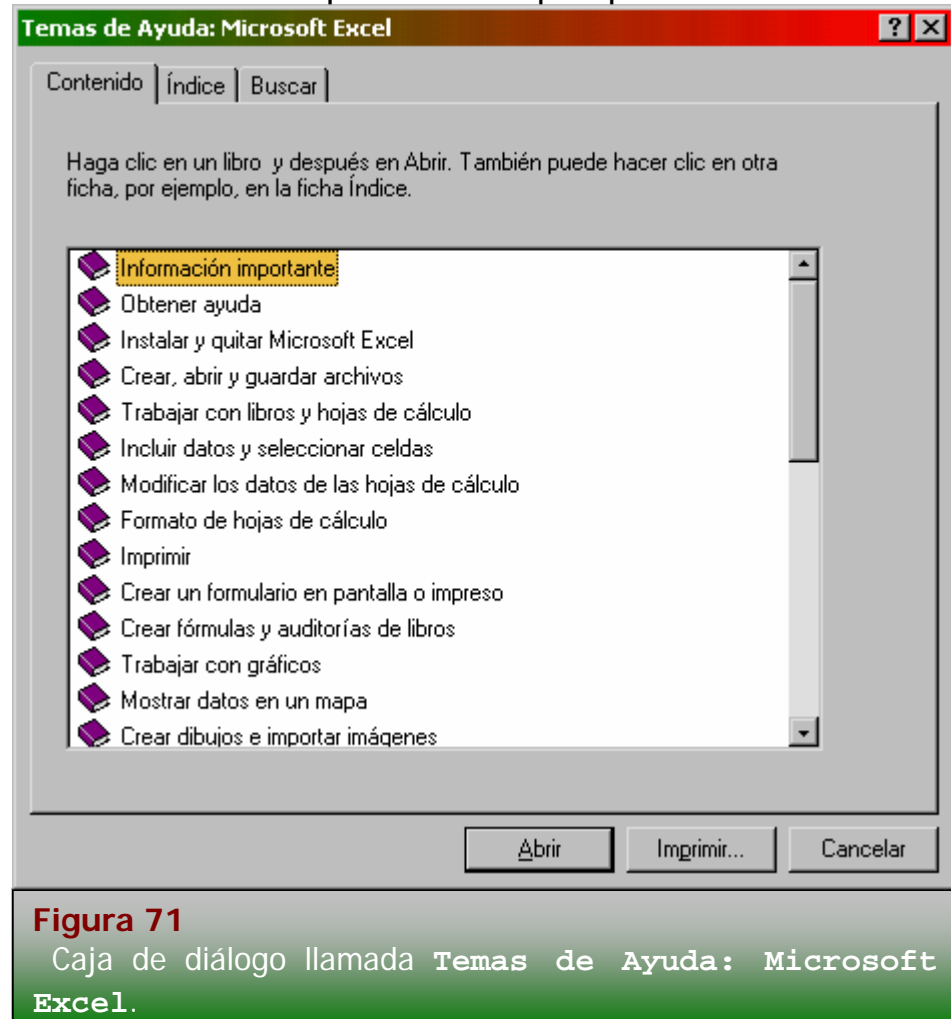 Temas de Ayuda: Microsoft Excel
Contenido Índice Buscar
Haga clic en un libro y después en Abrir. También puede hacer clic en otra
ficha, por ejemplo, en la ficha Índice.
Información importante
Obtener ayuda
Instalar y quitar Microsoft Excel
Crear, abrir y guardar archivos
Trabajar con libros y hojas de cálculo
Incluir datos y seleccionar celdas
Modificar los datos de las hojas de cálculo
Formato de hojas de cálculo
Imprimir
Crear un formulario en pantalla o impreso
Crear fórmulas y auditorías de libros
Trabajar con gráficos
Mostrar datos en un mapa
Crear dibujos e importar imágenes
Abrir Imprimir... Cancelar
Figura 71
Caja de diálogo llamada Temas de Ayuda: Microsoft
Excel.